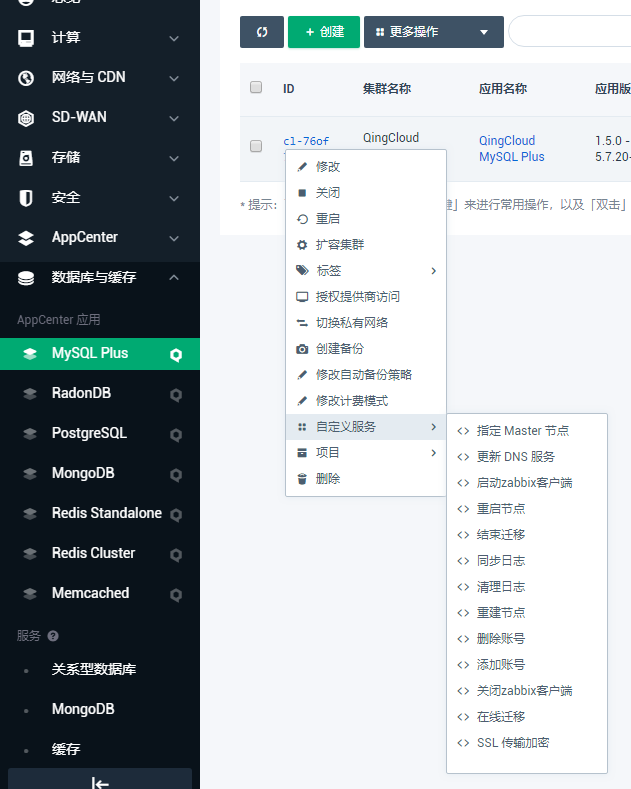 计算
网络与 CDN
SD-WAN
存储
安全
AppCenter
数据库与缓存
AppCenter 应用
MySQL Plus
RadonDB
PostgreSQL
MongoDB
Redis Standalone
Redis Cluster
Memcached
服务
关系型数据库
MongoDB
缓存
+ 创建
更多操作
ID
集群名称
应用名称
应用版
cl-76of
QingCloud
QingCloud
MySQL Plus
1.5.0 -
5.7.20-
* 提示:
」来进行常用操作，以及「双击」
修改
关闭
重启
扩容集群
标签
授权提供商访问
切换私有网络
创建备份
修改自动备份策略
修改计费模式
自定义服务
项目
删除
指定 Master 节点
更新 DNS 服务
启动zabbix客户端
重启节点
结束迁移
同步日志
清理日志
重建节点
删除账号
添加账号
关闭zabbix客户端
在线迁移
SSL 传输加密